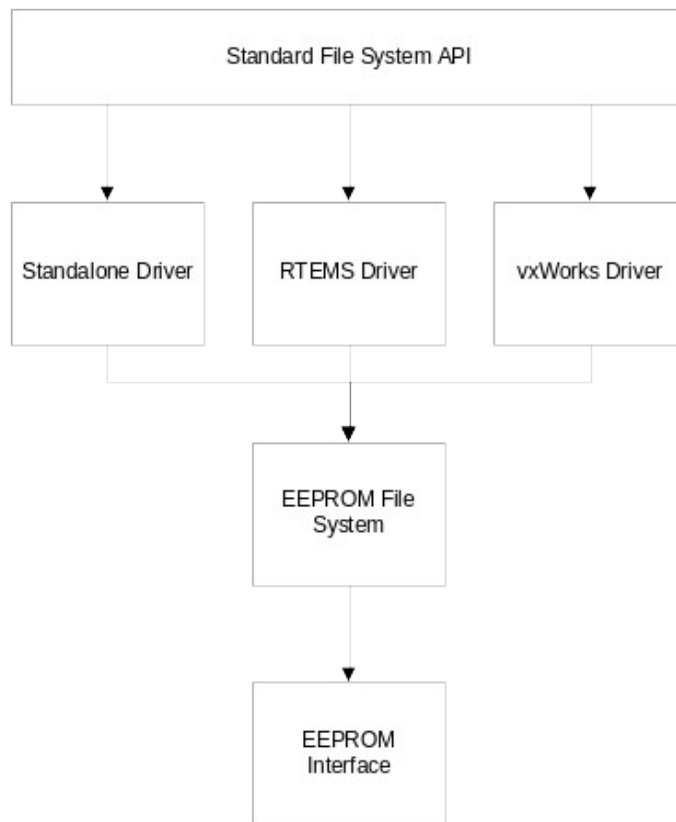 Standard File System API
Standalone Driver
RTEMS Driver
vxWorks Driver
EEPROM File
System
EEPROM
Interface